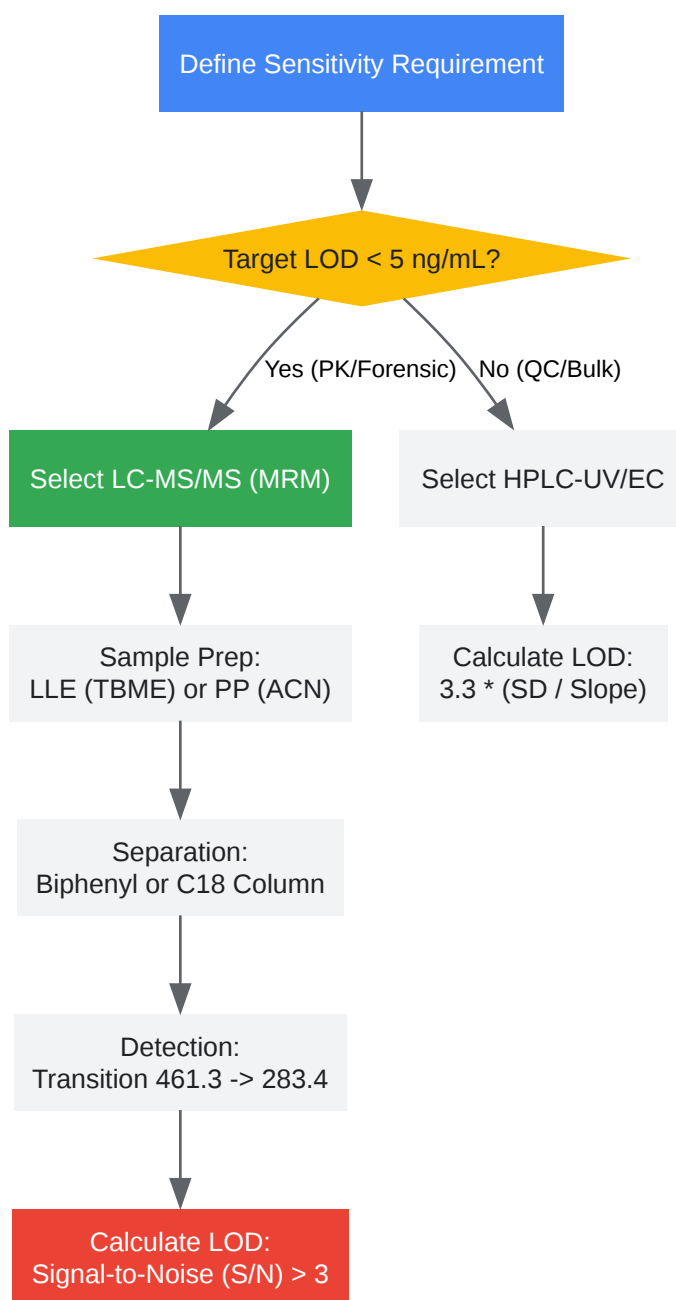 Define Sensitivity Requirement
Target LOD < 5 ng/mL?
Yes (PK/Forensic)
No (QC/Bulk)
Select LC-MS/MS (MRM)
Select HPLC-UV/EC
Sample Prep:
LLE (TBME) or PP (ACN)
Calculate LOD:
3.3 * (SD / Slope)
Separation:
Biphenyl or C18 Column
Detection:
Transition 461.3 -> 283.4
Calculate LOD:
Signal-to-Noise (S/N) > 3